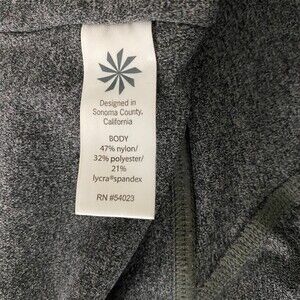 Designed in
Sonoma County,
California
BODY
47% nylon/
32% polyester/
21%
lycra®spandex
RN #54023